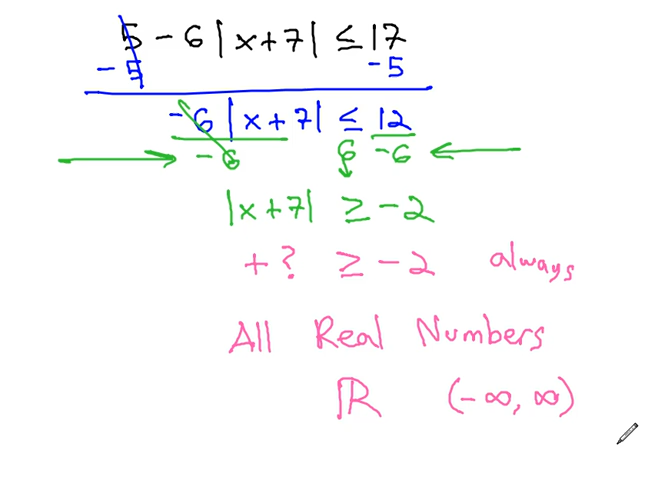 5 - 6|x+7| ≤ 17
-5 -5
-6|x+7| ≤ 12
-6 -6
|x+7| ≥ -2
+? ≥ -2 always
All Real Numbers
ℝ (-∞, ∞)